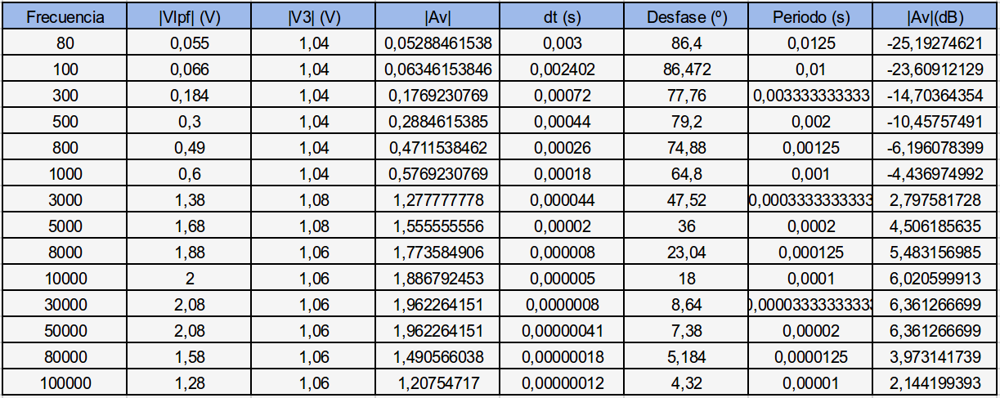 Frecuencia |Vlpf| (V) |V3| (V) |Av| dt (s) Desfase (º) Periodo (s) |Av|(dB)
80 0,055 1,04 0,05288461538 0,003 86,4 0,0125 -25,19274621
100 0,066 1,04 0,06346153846 0,002402 86,472 0,01 -23,60912129
300 0,184 1,04 0,1769230769 0,00072 77,76 0,003333333333 -14,70364354
500 0,3 1,04 0,2884615385 0,00044 79,2 0,002 -10,45757491
800 0,49 1,04 0,4711538462 0,00026 74,88 0,00125 -6,196078399
1000 0,6 1,04 0,5769230769 0,00018 64,8 0,001 -4,436974992
3000 1,38 1,08 1,277777778 0,000044 47,52 0,0003333333333 2,797581728
5000 1,68 1,08 1,555555556 0,00002 36 0,0002 4,506185635
8000 1,88 1,06 1,773584906 0,000008 23,04 0,000125 5,483156985
10000 2 1,06 1,886792453 0,000005 18 0,0001 6,020599913
30000 2,08 1,06 1,962264151 0,0000008 8,64 0,00003333333333 6,361266699
50000 2,08 1,06 1,962264151 0,00000041 7,38 0,00002 6,361266699
80000 1,58 1,06 1,490566038 0,00000018 5,184 0,0000125 3,973141739
100000 1,28 1,06 1,20754717 0,00000012 4,32 0,00001 2,144199393